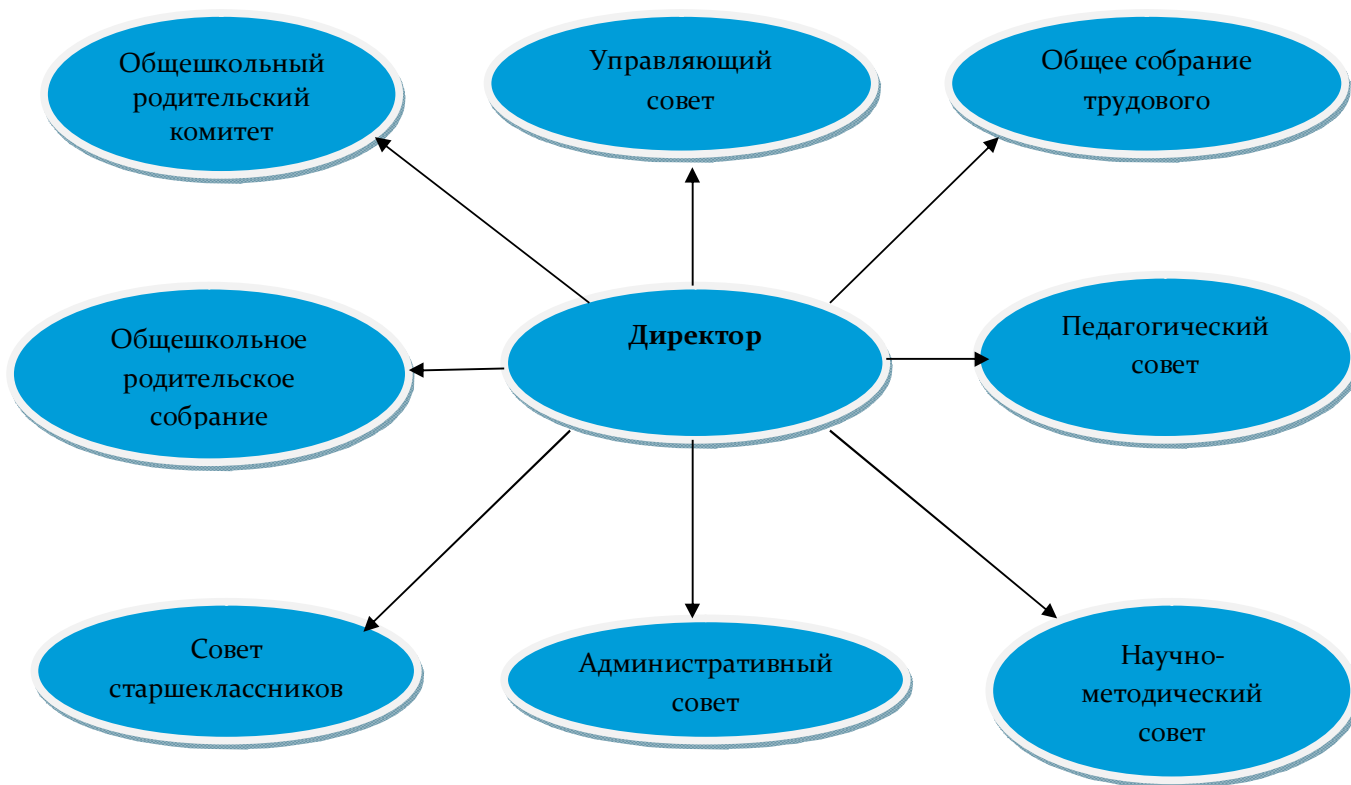 Общешкольный
родительский
комитет
Управляющий
совет
Общее собрание
трудового
Общешкольное
родительское
собрание
Директор
Педагогический
совет
Совет
старшеклассников
Административный
совет
Научно-
методический
совет